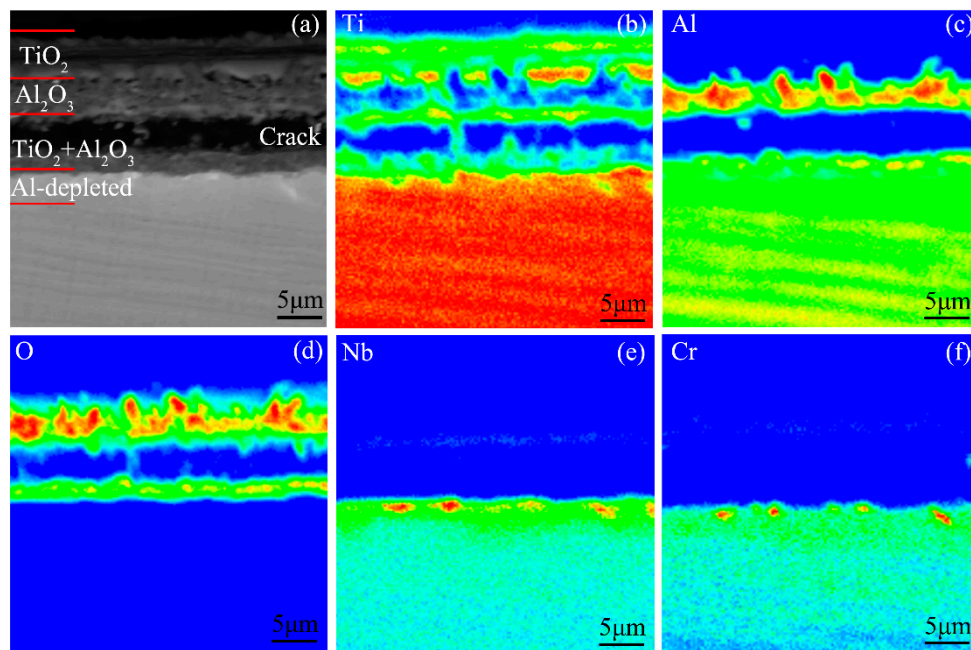 (a)
TiO₂
Al₂O₃
Crack
TiO₂+Al₂O₃
Al-depleted
5μm
Ti
(b)
5μm
Al
(c)
5μm
O
(d)
5μm
Nb
(e)
5μm
Cr
(f)
5μm